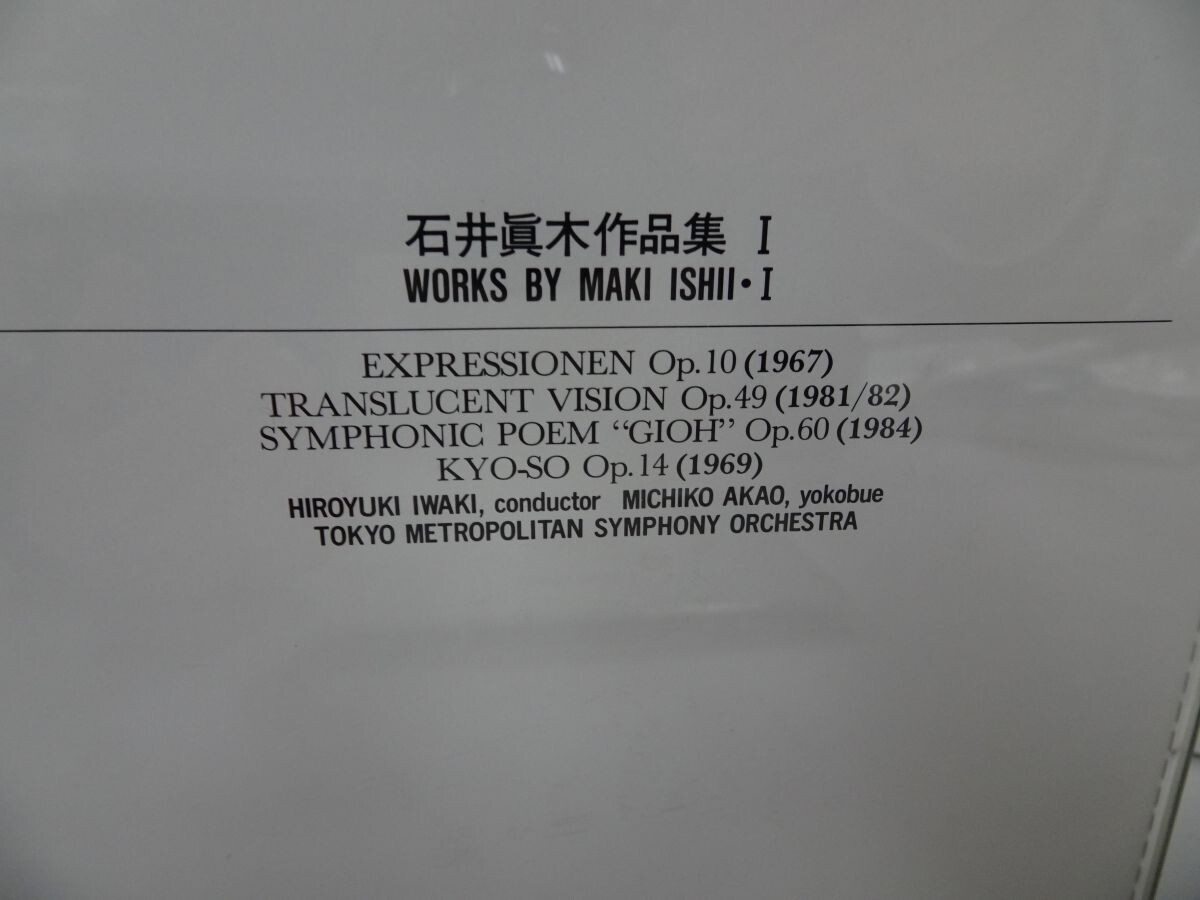 石井眞木作品集 I
WORKS BY MAKI ISHII・I
EXPRESSIONEN Op.10 (1967)
TRANSLUCENT VISION Op.49 (1981/82)
SYMPHONIC POEM “GIOH” Op.60 (1984)
KYO-SO Op.14 (1969)
HIROYUKI IWAKI, conductor MICHIKO AKAO, yokobue
TOKYO METROPOLITAN SYMPHONY ORCHESTRA